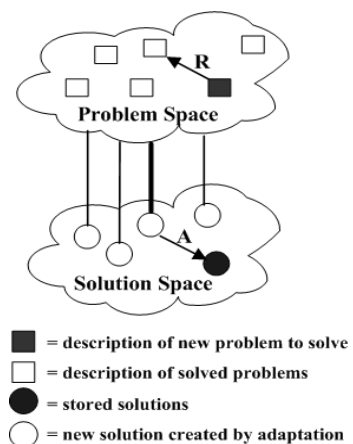 R
Problem Space
A
Solution Space
= description of new problem to solve
= description of solved problems
= stored solutions
= new solution created by adaptation